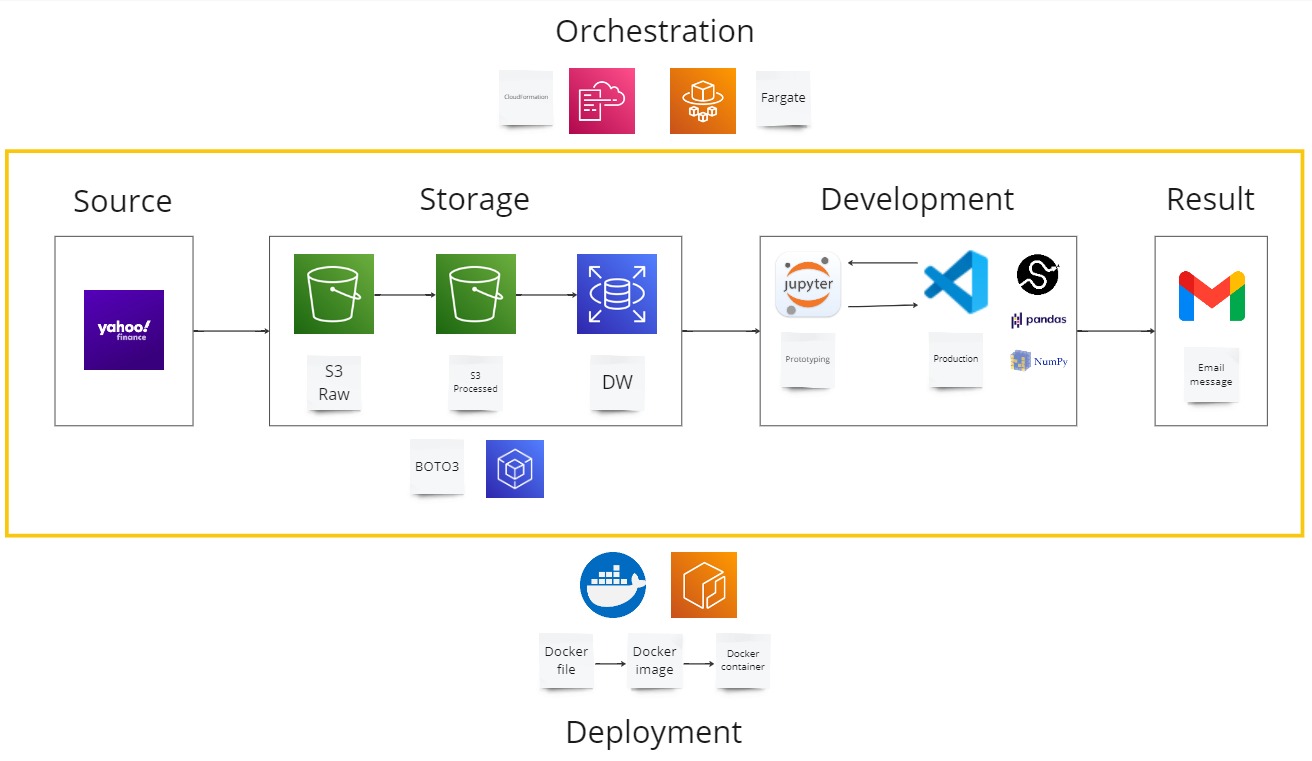 Orchestration
CloudFormation
Fargate
Source
Storage
Development
Result
yahoo!
finance
S3
Raw
S3
Processed
DW
BOTO3
jupyter
Prototyping
Production
pandas
NumPy
Email
message
Docker
file
Docker
image
Docker
container
Deployment